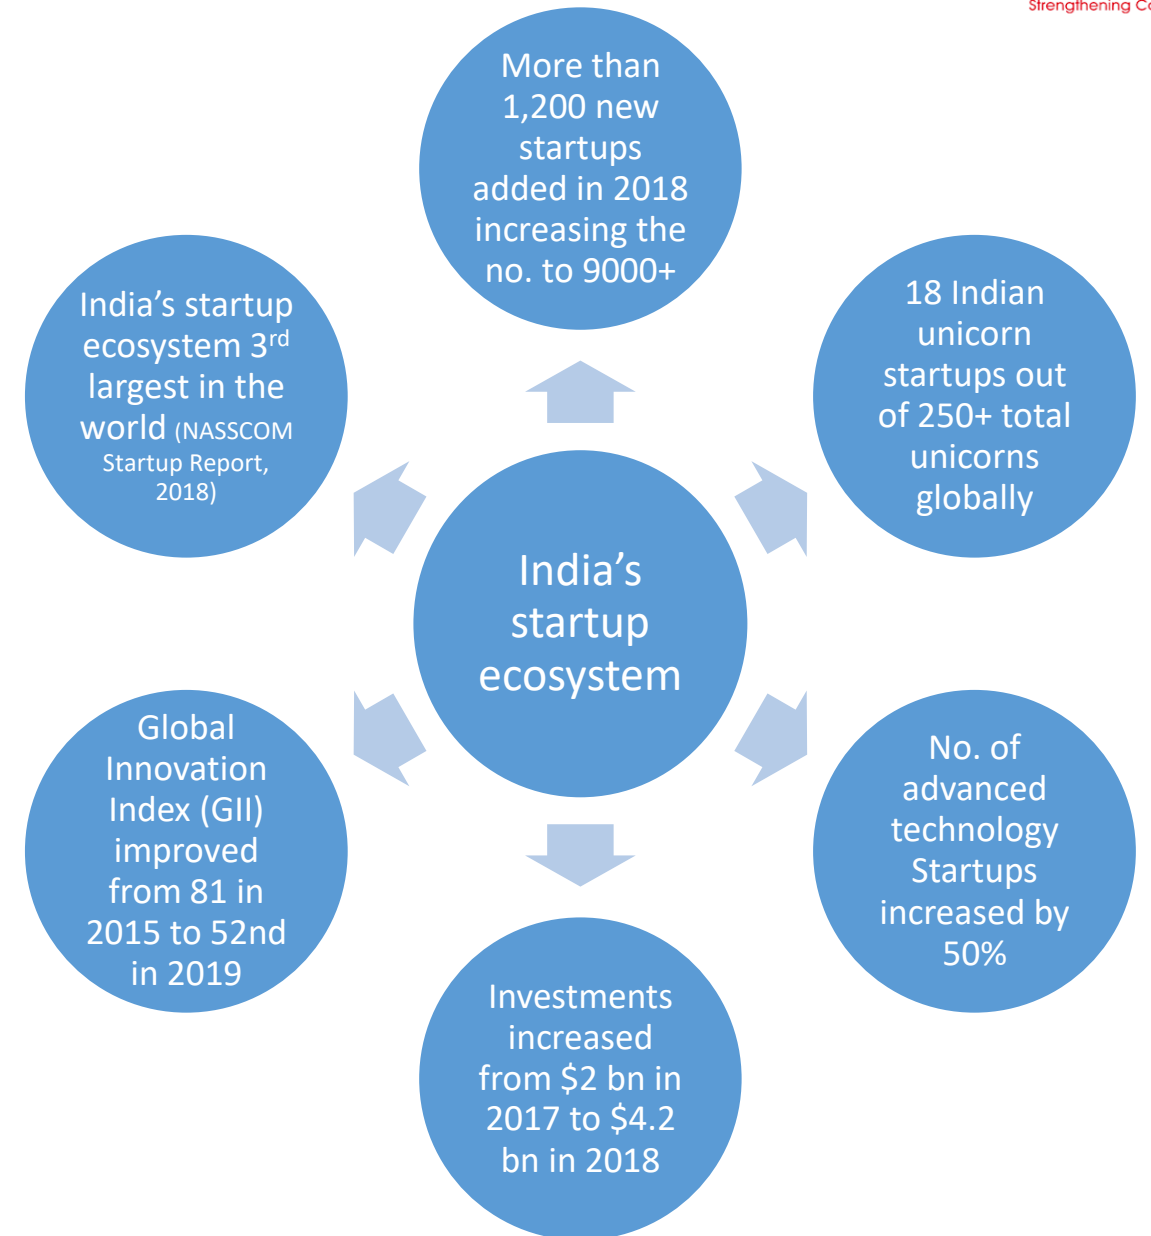 Strengthening Co
More than
1,200 new
startups
added in 2018
increasing the
no. to 9000+
18 Indian
unicorn
startups out
of 250+ total
unicorns
globally
No. of
advanced
technology
Startups
increased by
50%
Investments
increased
from $2 bn in
2017 to $4.2
bn in 2018
Global
Innovation
Index (GII)
improved
from 81 in
2015 to 52nd
in 2019
India’s startup
ecosystem 3rd
largest in the
world (NASSCOM
Startup Report,
2018)
India’s
startup
ecosystem